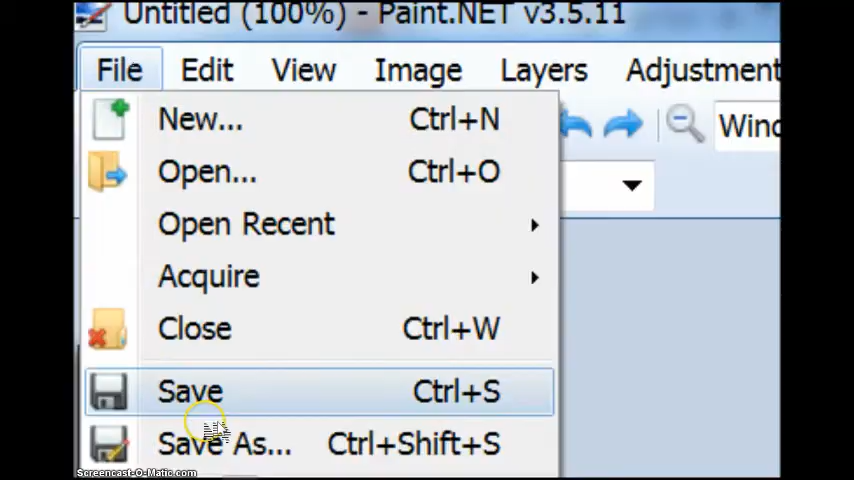 Untitled (100%) - Paint.NET v3.5.11
File Edit View Image Layers Adjustment
New... Ctrl+N
Open... Ctrl+O
Open Recent
Acquire
Close Ctrl+W
Save Ctrl+S
Save As... Ctrl+Shift+S
Wind
Screencast-O-Matic.com